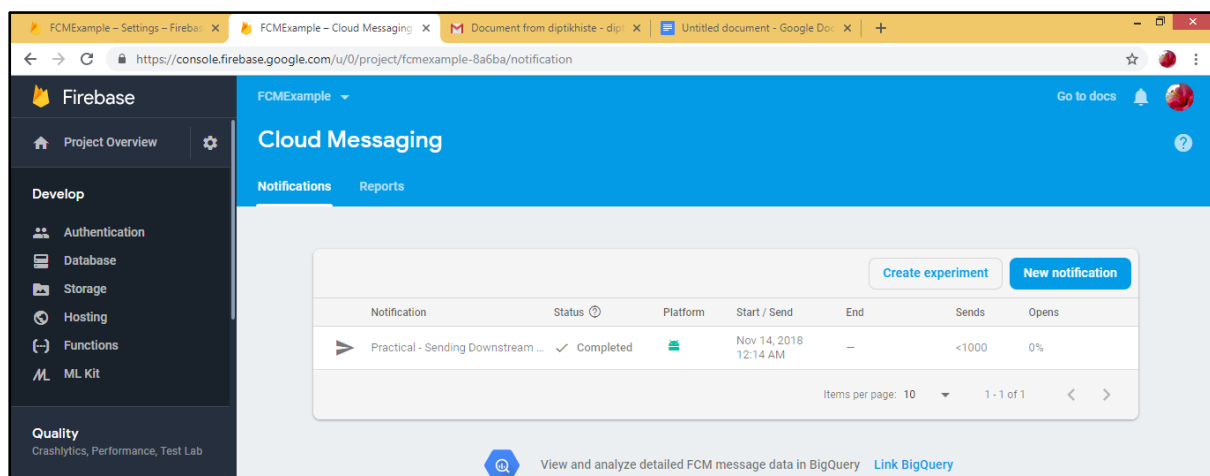 FCMExample – Settings – Firebas
FCMExample – Cloud Messaging
Document from diptikhiste - dipt
Untitled document - Google Doc
https://console.firebase.google.com/u/0/project/fcmexample-8a6ba/notification
Firebase
FCMExample
Go to docs
Project Overview
Cloud Messaging
Notifications Reports
Develop
Authentication
Database
Storage
Hosting
Functions
ML Kit
Quality
Crashlytics, Performance, Test Lab
Create experiment New notification
Notification Status Platform Start / Send End Sends Opens
Practical - Sending Downstream ... Completed Nov 14, 2018 – <1000 0%
12:14 AM
Items per page: 10 1 - 1 of 1
View and analyze detailed FCM message data in BigQuery Link BigQuery